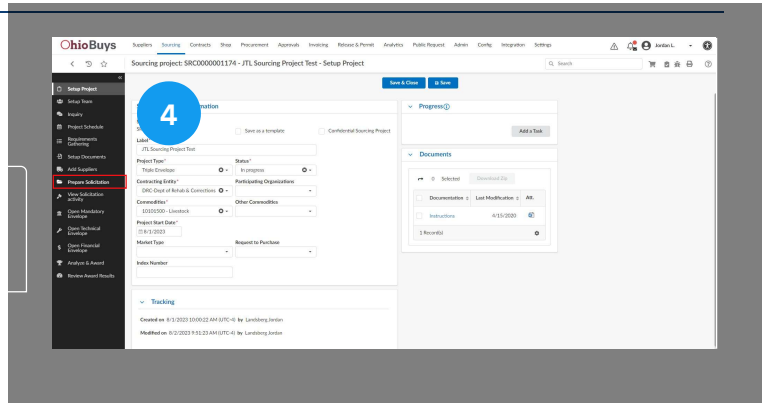 OhioBuys
Suppliers Sourcing Contracts Shop Procurement Approvals Invoicing Release & Permit Analytics Public Request Admin Config Integration Settings
Jordan L.
Sourcing project: SRC0000001174 - JTL Sourcing Project Test - Setup Project
Search
Save & Close Save
Setup Project
Setup Team
Inquiry
Project Schedule
Requirements
Gathering
Setup Documents
Add Suppliers
Prepare Solicitation
View Solicitation
activity
Open Mandatory
Envelope
Open Technical
Envelope
Open Financial
Envelope
Analyze & Award
Review Award Results
4
Save as a template
Confidential Sourcing Project
Label
JTL Sourcing Project Test
Project Type* Status*
Triple Envelope In progress
Contracting Entity* Participating Organizations
DRC-Dept of Rehab & Corrections
Commodities* Other Commodities
10101500 - Livestock
Project Start Date*
8/1/2023
Market Type Request to Purchase
Index Number
Tracking
Created on 8/1/2023 10:00:22 AM (UTC-4) by Landsberg Jordan
Modified on 8/2/2023 9:51:23 AM (UTC-4) by Landsberg Jordan
Progress
Add a Task
Documents
0 Selected Download Zip
Documentation Last Modification Att.
Instructions 4/15/2020
1 Record(s)